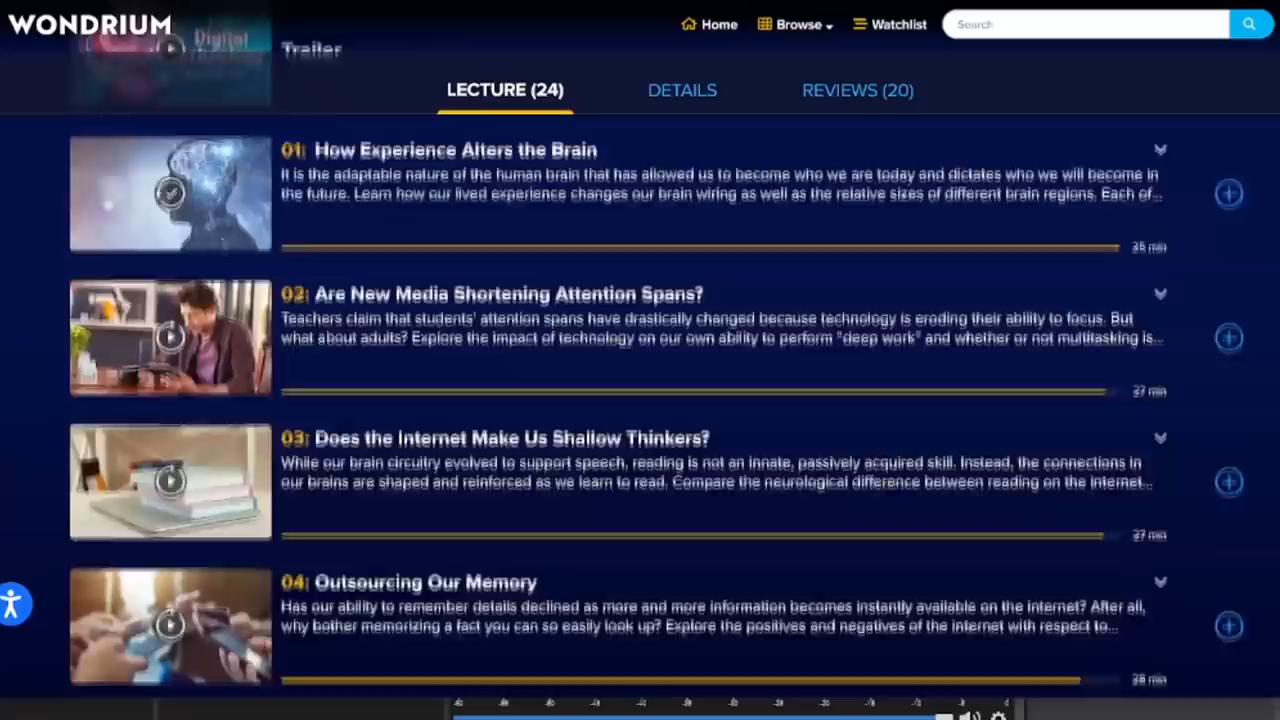 WONDRIUM
Home
Browse
Watchlist
Search
Digital
Trailer
LECTURE (24)
DETAILS
REVIEWS (20)
01: How Experience Alters the Brain
It is the adaptable nature of the human brain that has allowed us to become who we are today and dictates who we will become in
the future. Learn how our lived experience changes our brain wiring as well as the relative sizes of different brain regions. Each of...
02: Are New Media Shortening Attention Spans?
Teachers claim that students' attention spans have drastically changed because technology is eroding their ability to focus. But
what about adults? Explore the impact of technology on our own ability to perform "deep work" and whether or not multitasking is...
27 min
03: Does the Internet Make Us Shallow Thinkers?
While our brain circuitry evolved to support speech, reading is not an innate, passively acquired skill. Instead, the connections in
our brains are shaped and reinforced as we learn to read. Compare the neurological difference between reading on the internet...
27 min
04: Outsourcing Our Memory
Has our ability to remember details declined as more and more information becomes instantly available on the internet? After all,
why bother memorizing a fact you can so easily look up? Explore the positives and negatives of the internet with respect to...